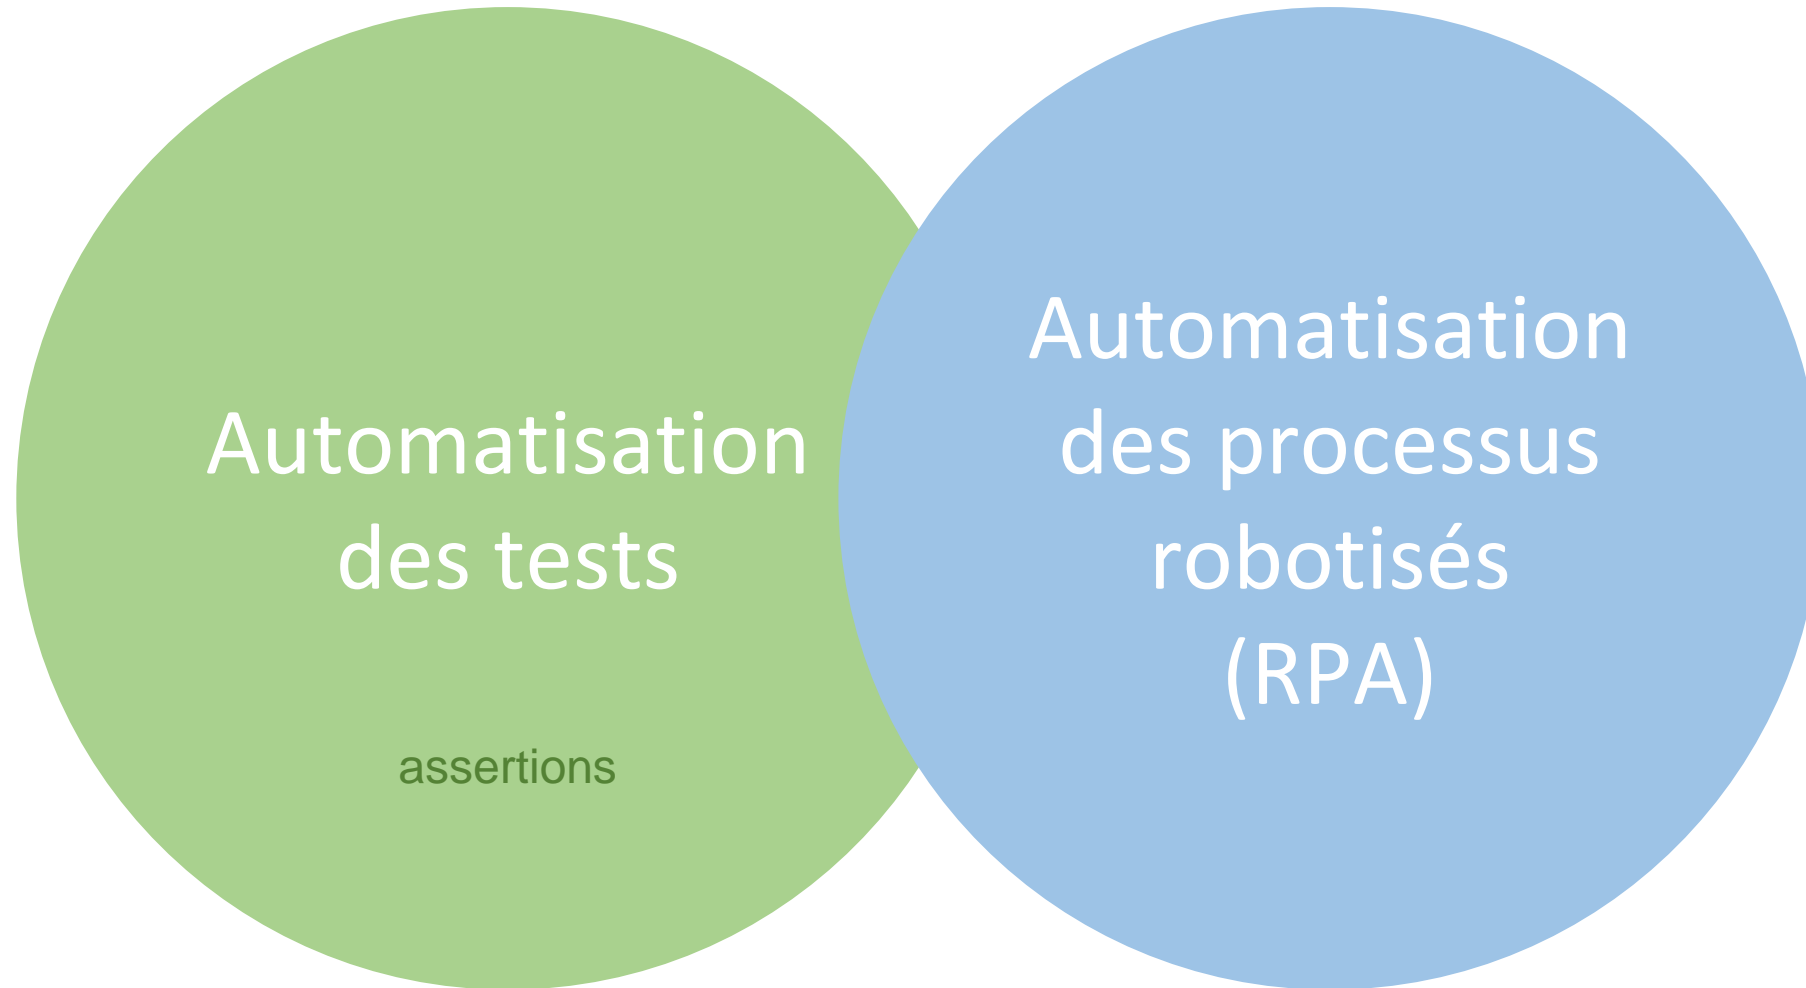 Automatisation
des tests
assertions
Automatisation
des processus
robotisés
(RPA)